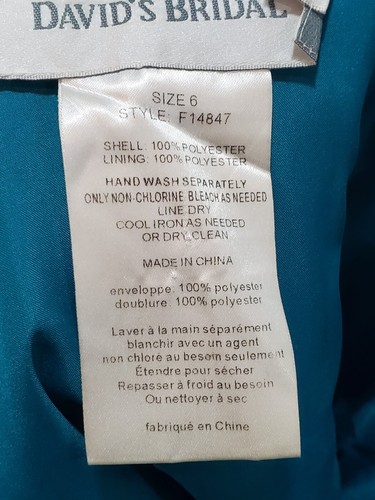 DAVID'S BRIDAL
SIZE 6
STYLE: F14847
SHELL: 100%POLYESTER
LINING: 100%POLYESTER
HAND WASH SEPARATELY
ONLY NON-CHLORINE BLEACH AS NEEDED
LINE DRY
COOL IRON AS NEEDED
OR DRY CLEAN
MADE IN CHINA
enveloppe: 100% polyester
doublure: 100% polyester
Laver à la main séparément
blanchir avec un agent
non chloré au besoin seulement
Étendre pour sécher
Repasser à froid au besoin
Ou nettoyer à sec
fabriqué en Chine